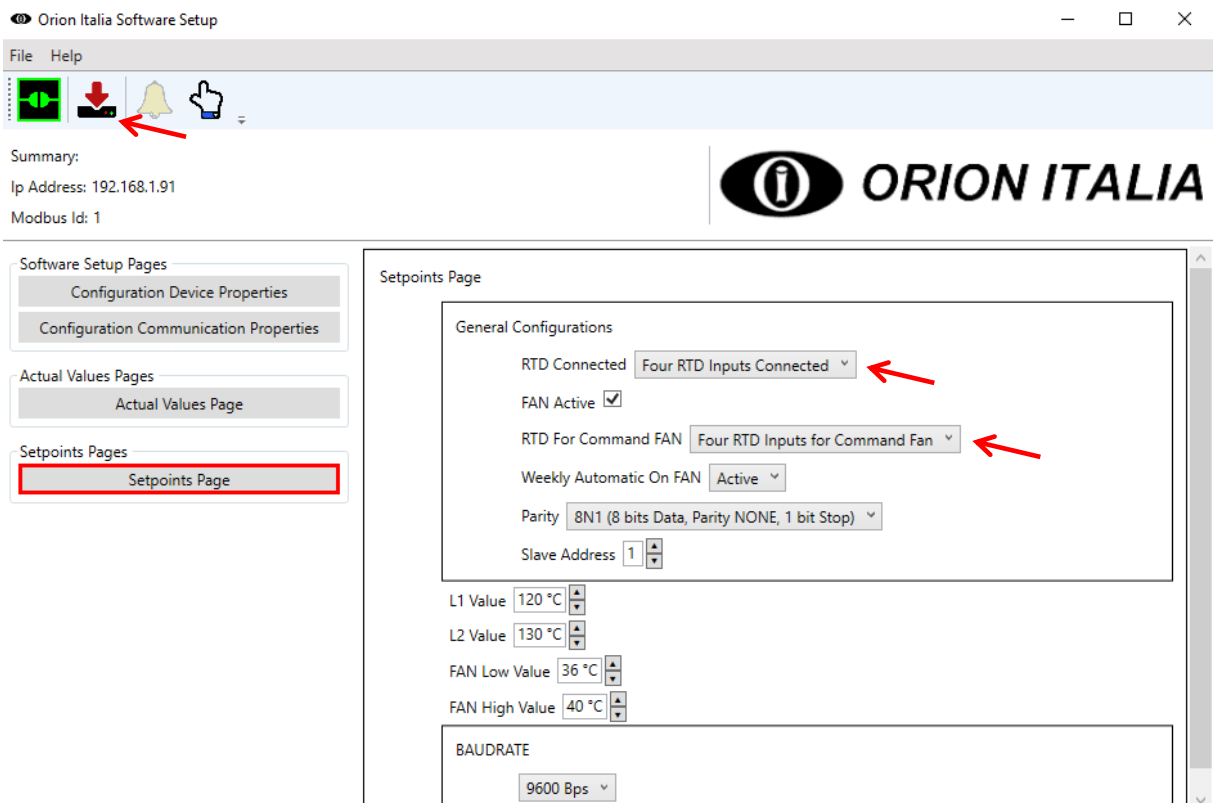 Orion Italia Software Setup
File Help
Summary:
Ip Address: 192.168.1.91
Modbus Id: 1
ORION ITALIA
Software Setup Pages
Configuration Device Properties
Configuration Communication Properties
Actual Values Pages
Actual Values Page
Setpoints Pages
Setpoints Page
Setpoints Page
General Configurations
RTD Connected Four RTD Inputs Connected
FAN Active
RTD For Command FAN Four RTD Inputs for Command Fan
Weekly Automatic On FAN Active
Parity 8N1 (8 bits Data, Parity NONE, 1 bit Stop)
Slave Address 1
L1 Value 120 °C
L2 Value 130 °C
FAN Low Value 36 °C
FAN High Value 40 °C
BAUDRATE
9600 Bps